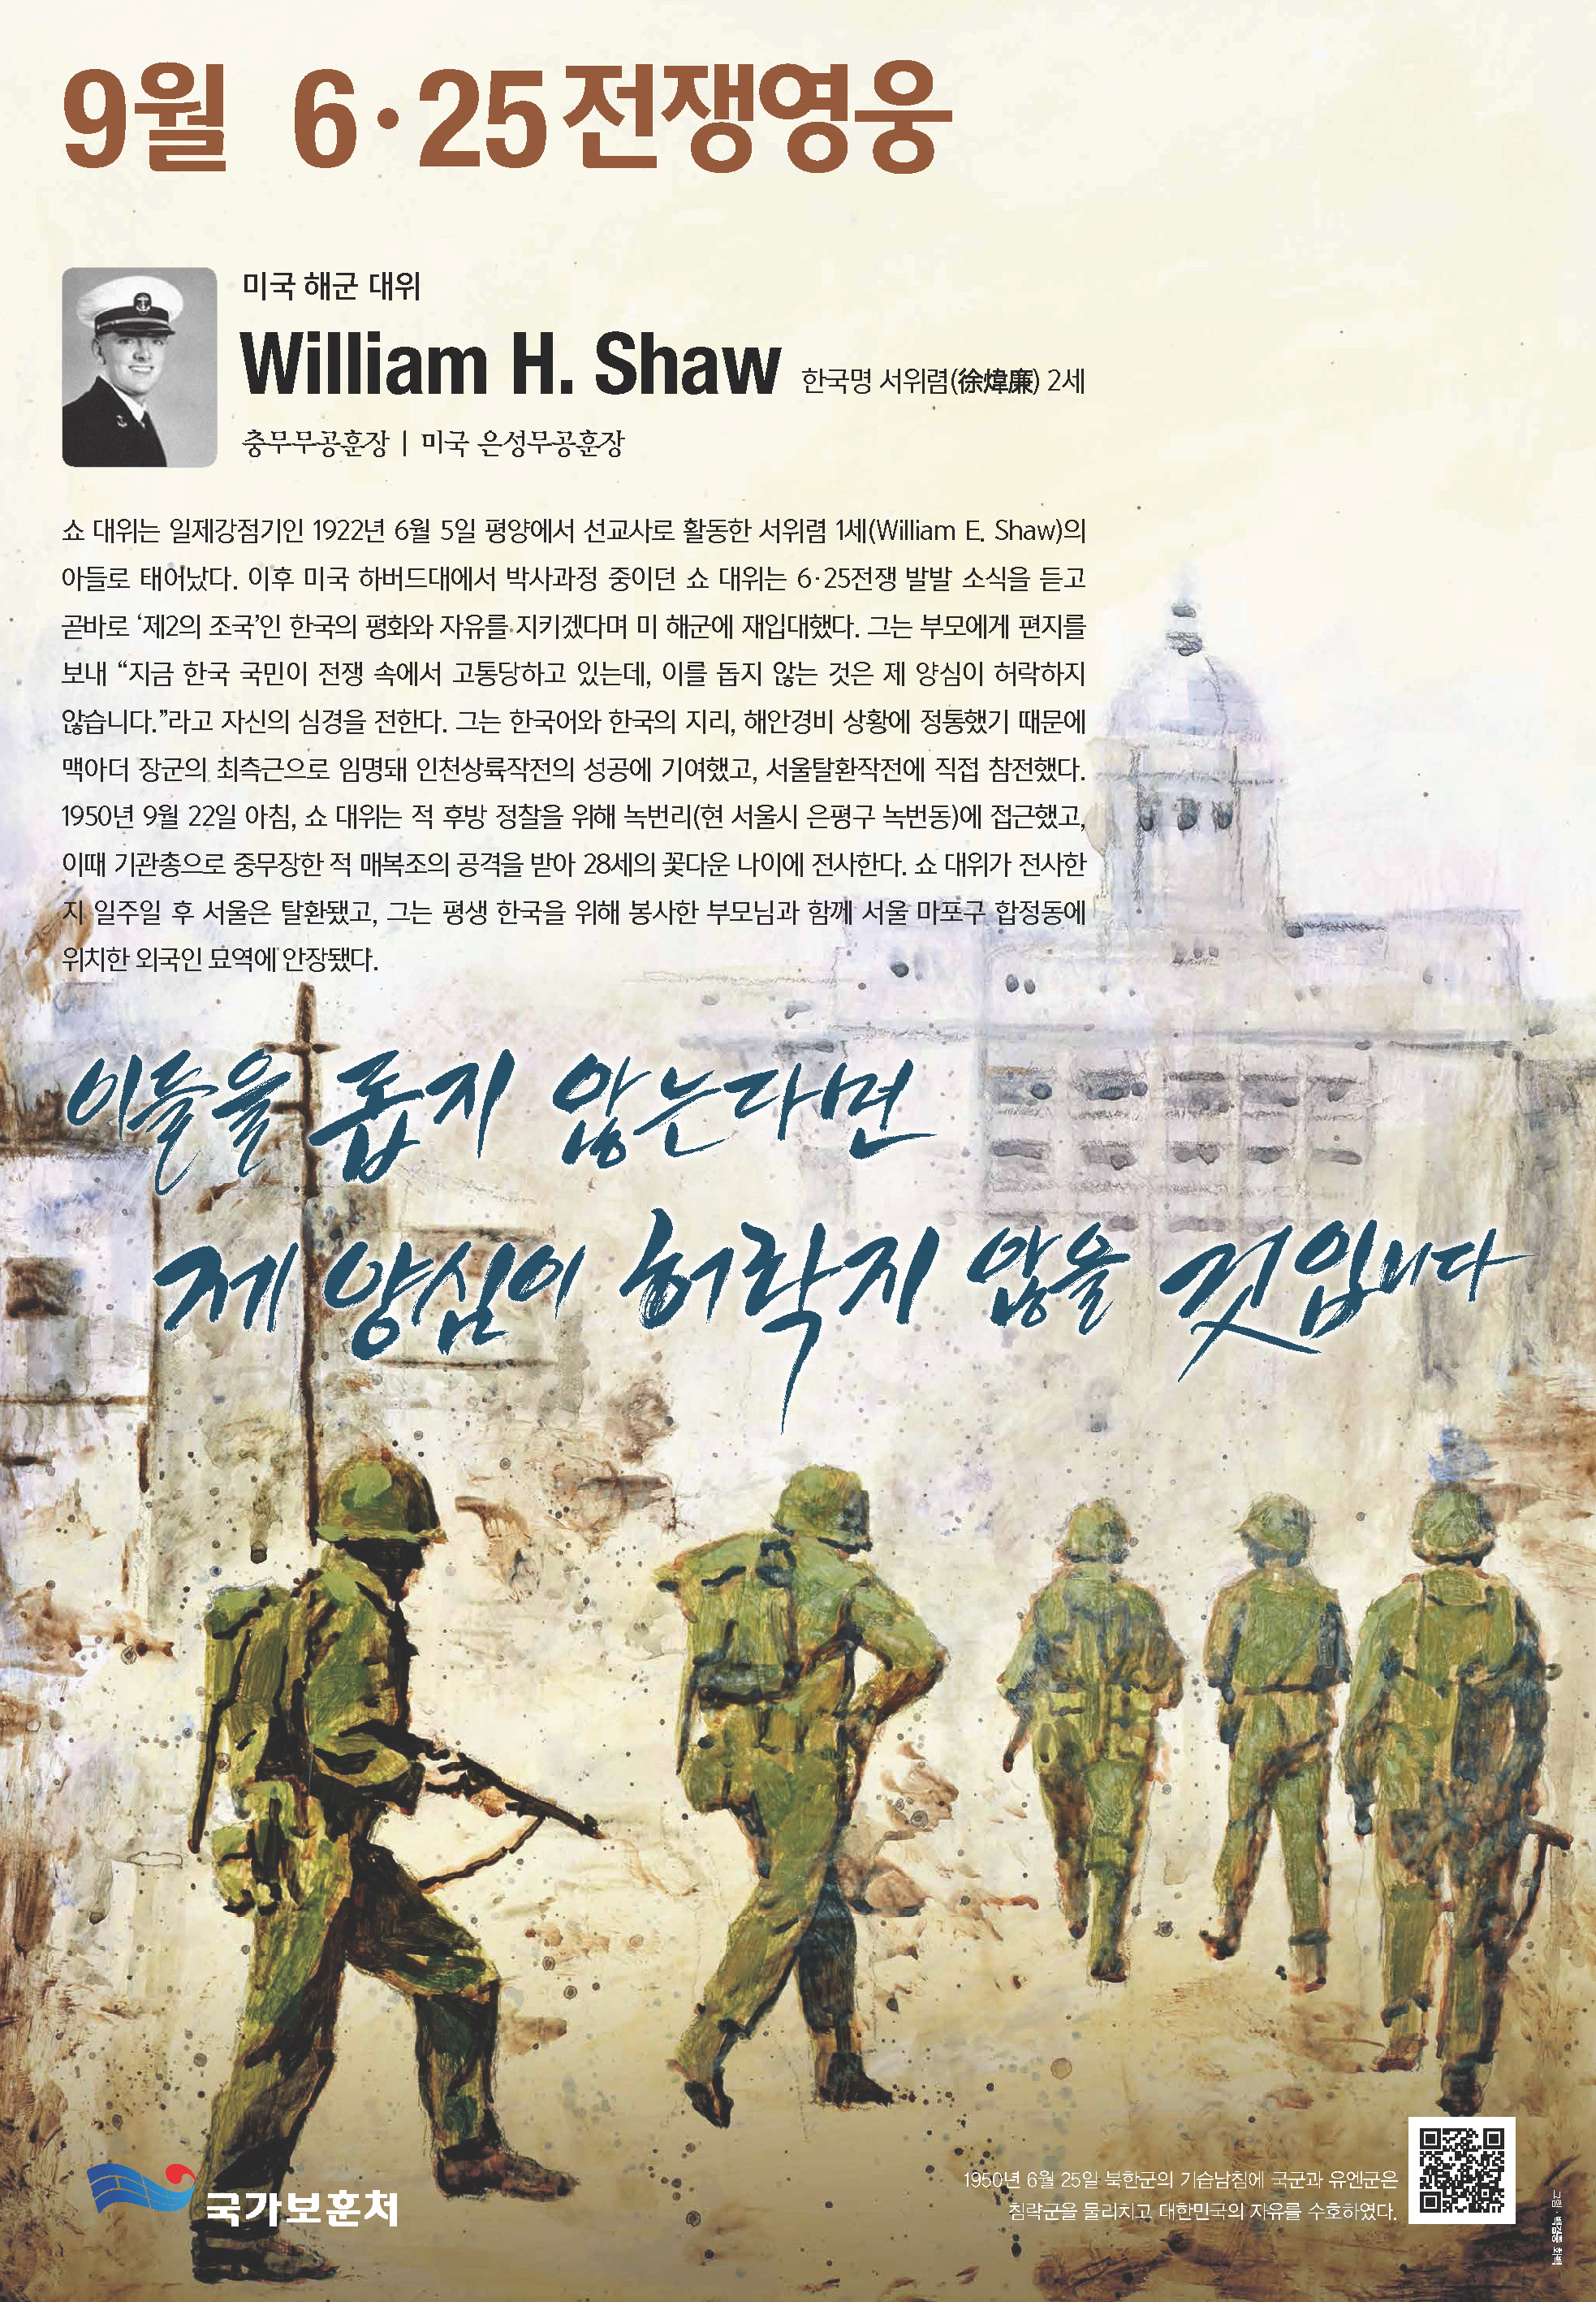 9월 6·25전쟁영웅
미국 해군 대위
William H. Shaw 한국명 서위렴(徐煒廉) 2세
충무무공훈장 | 미국 은성무공훈장
쇼 대위는 일제강점기인 1922년 6월 5일 평양에서 선교사로 활동한 서위렴 1세(William E. Shaw)의
아들로 태어났다. 이후 미국 하버드대에서 박사과정 중이던 쇼 대위는 6·25전쟁 발발 소식을 듣고
곧바로 ‘제2의 조국’인 한국의 평화와 자유를 지키겠다며 미 해군에 재입대했다. 그는 부모에게 편지를
보내 “지금 한국 국민이 전쟁 속에서 고통당하고 있는데, 이를 돕지 않는 것은 제 양심이 허락하지
않습니다.”라고 자신의 심경을 전한다. 그는 한국어와 한국의 지리, 해안경비 상황에 정통했기 때문에
맥아더 장군의 최측근으로 임명돼 인천상륙작전의 성공에 기여했고, 서울탈환작전에 직접 참전했다.
1950년 9월 22일 아침, 쇼 대위는 적 후방 정찰을 위해 녹번리(현 서울시 은평구 녹번동)에 접근했고,
이때 기관총으로 중무장한 적 매복조의 공격을 받아 28세의 꽃다운 나이에 전사한다. 쇼 대위가 전사한
지 일주일 후 서울은 탈환됐고, 그는 평생 한국을 위해 봉사한 부모님과 함께 서울 마포구 합정동에
위치한 외국인 묘역에 안장됐다.
이들을 돕지 않는다면
제 양심이 허락지 않을 것입니다
국가보훈처
1950년 6월 25일 북한군의 기습남침에 국군과 유엔군은
침략군을 물리치고 대한민국의 자유를 수호하였다.
그림 · 화백